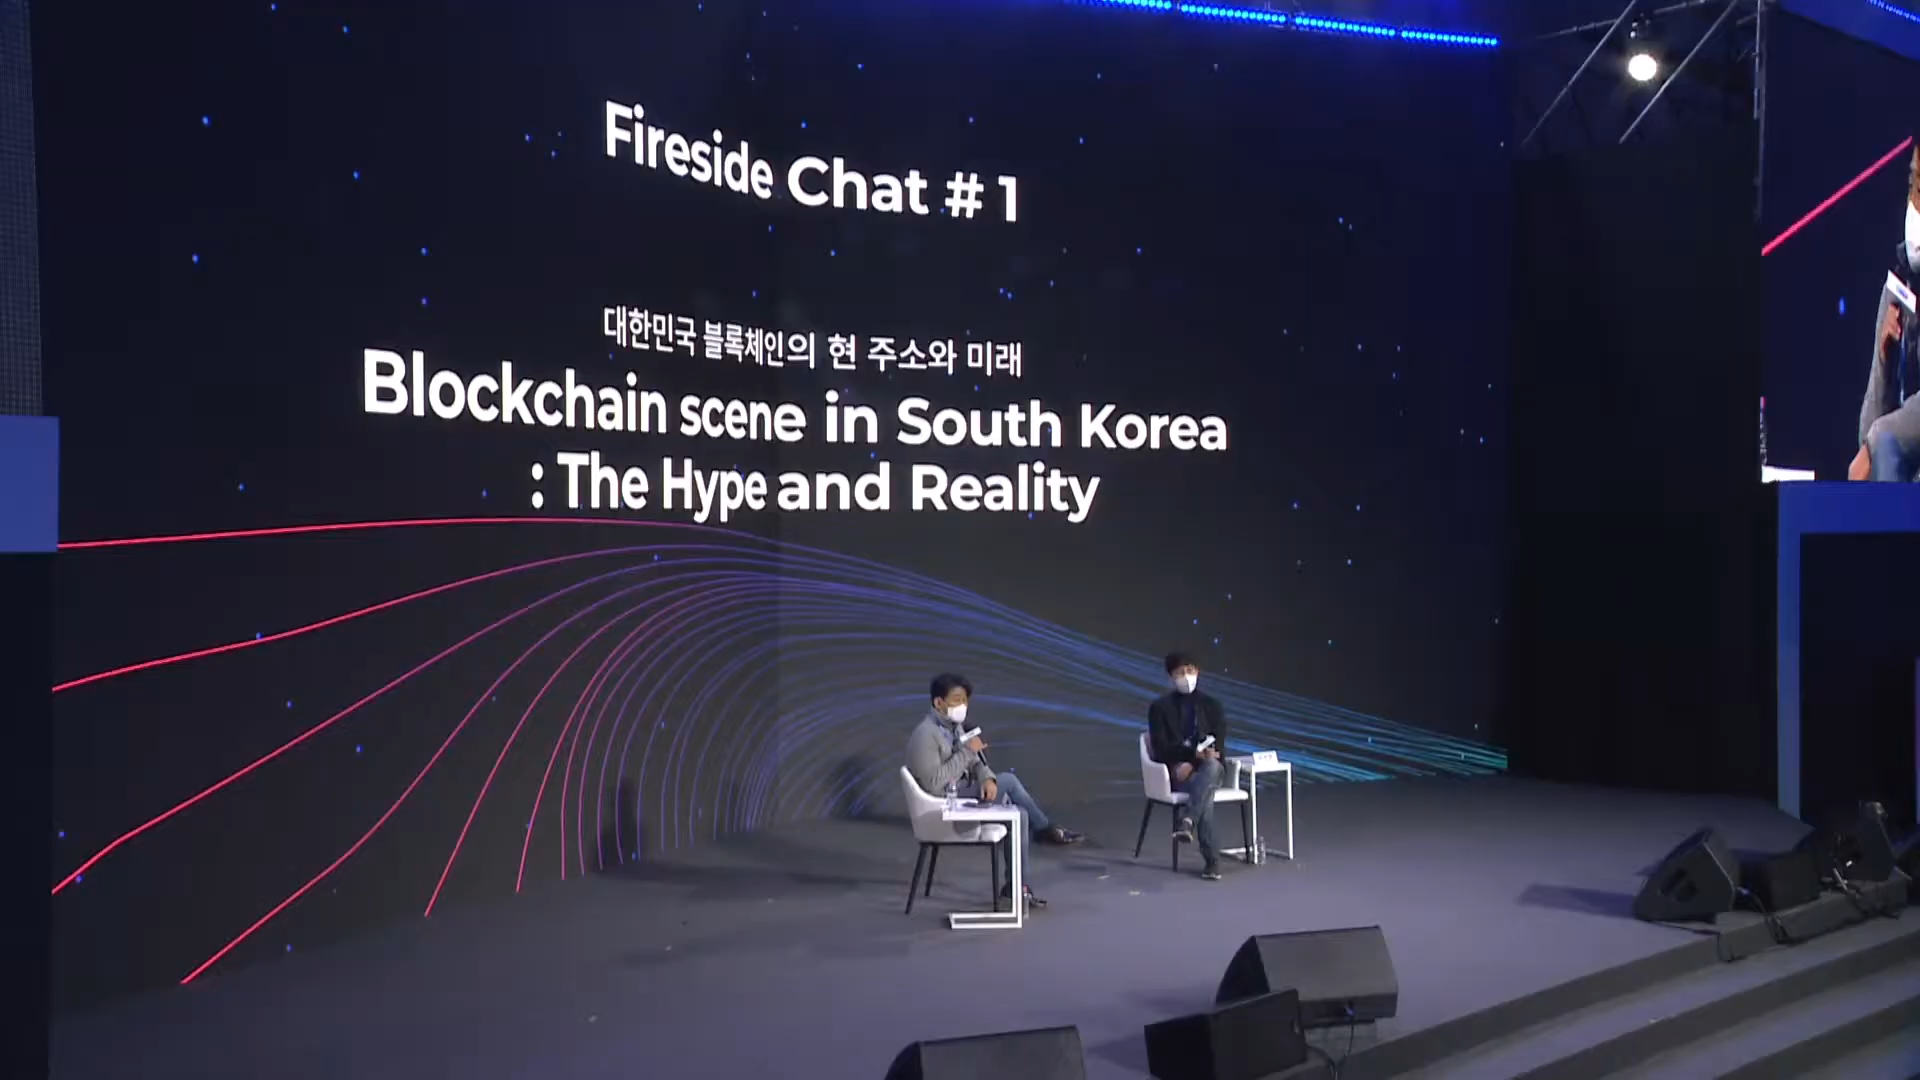 Fireside Chat # 1
대한민국 블록체인의 현 주소와 미래
Blockchain scene in South Korea
: The Hype and Reality